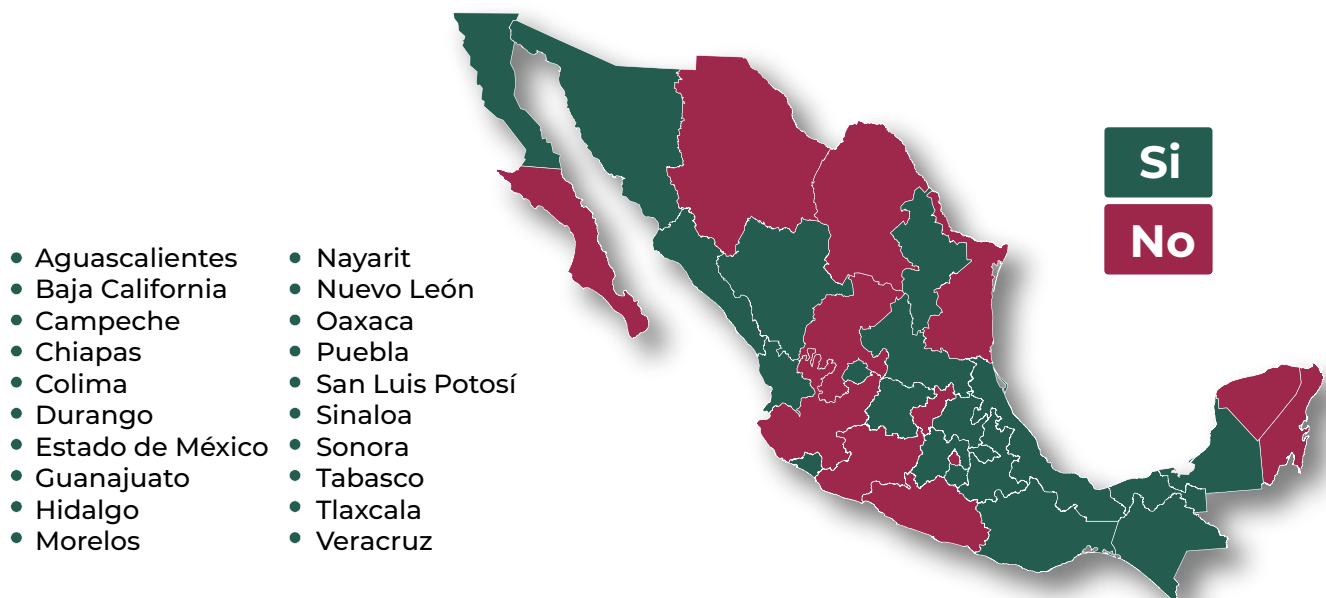 Si
No
Aguascalientes
Baja California
Campeche
Chiapas
Colima
Durango
Estado de México
Guanajuato
Hidalgo
Morelos
Nayarit
Nuevo León
Oaxaca
Puebla
San Luis Potosí
Sinaloa
Sonora
Tabasco
Tlaxcala
Veracruz